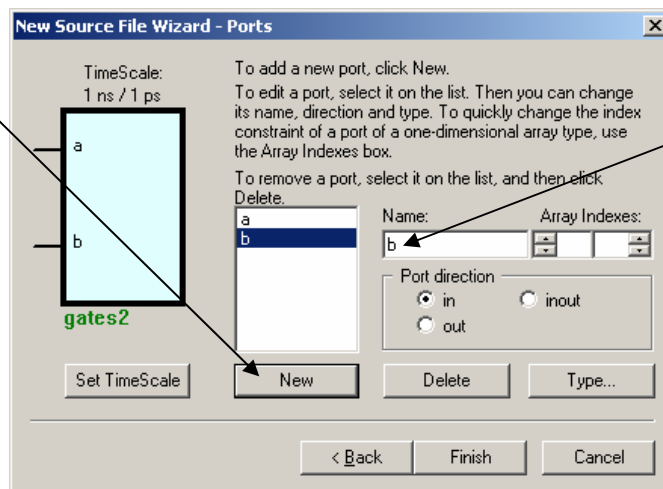 New Source File Wizard - Ports
TimeScale:
1 ns / 1 ps
a
b
gates2
Set TimeScale
To add a new port, click New.
To edit a port, select it on the list. Then you can change
its name, direction and type. To quickly change the index
constraint of a port of a one-dimensional array type, use
the Array Indexes box.
To remove a port, select it on the list, and then click
Delete.
a
b
Name:
Array Indexes:
b
Port direction
in
inout
out
New
Delete
Type...
< Back
Finish
Cancel